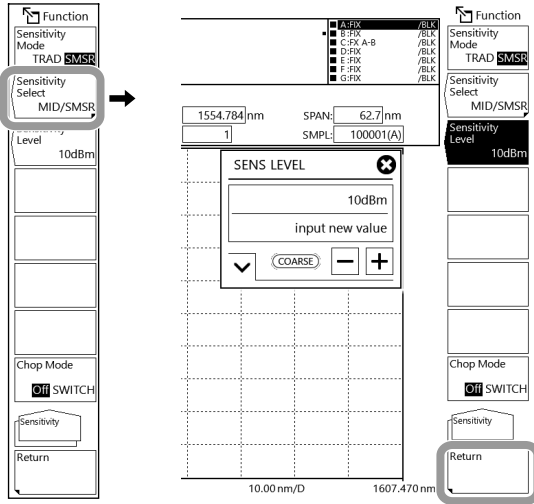 Function
Sensitivity
Mode
TRAD SMSR
Sensitivity
Select
MID/SMSR
Level
10dBm
Chop Mode
Off SWITCH
Sensitivity
Return
A:FIX /BLK
B:FIX /BLK
C:FX A-B /BLK
D:FIX /BLK
E:FIX /BLK
F:FIX /BLK
G:FIX /BLK
1554.784 nm SPAN: 62.7 nm
1 SMPL: 100001(A)
SENS LEVEL
10dBm
input new value
COARSE
10.00 nm/D 1607.470 nm
Function
Sensitivity
Mode
TRAD SMSR
Sensitivity
Select
MID/SMSR
Sensitivity
Level
10dBm
Chop Mode
Off SWITCH
Sensitivity
Return